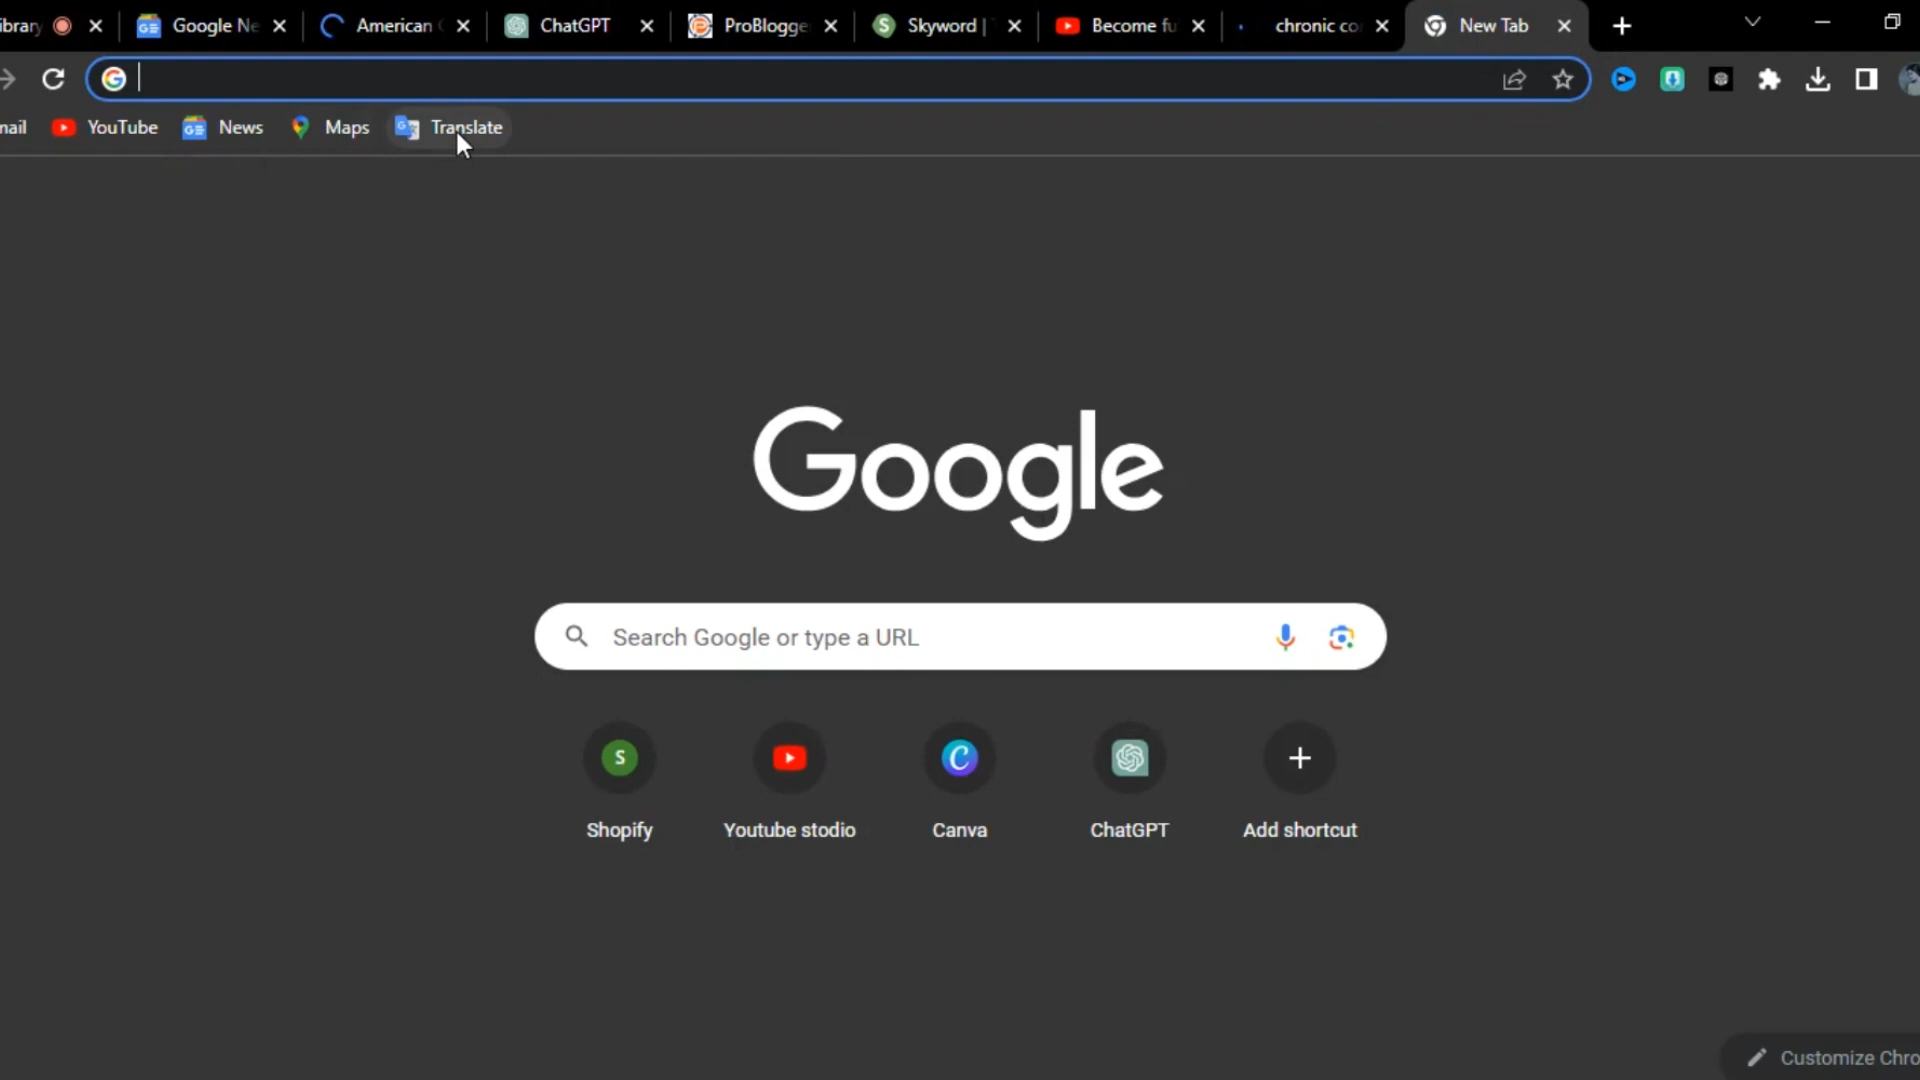 ibrary Google Ne American ( ChatGPT ProBlogge Skyword | Become fu chronic co New Tab
nail YouTube News Maps Translate
Google
Search Google or type a URL
S
Shopify Youtube stodio Canva ChatGPT Add shortcut
Customize Chro